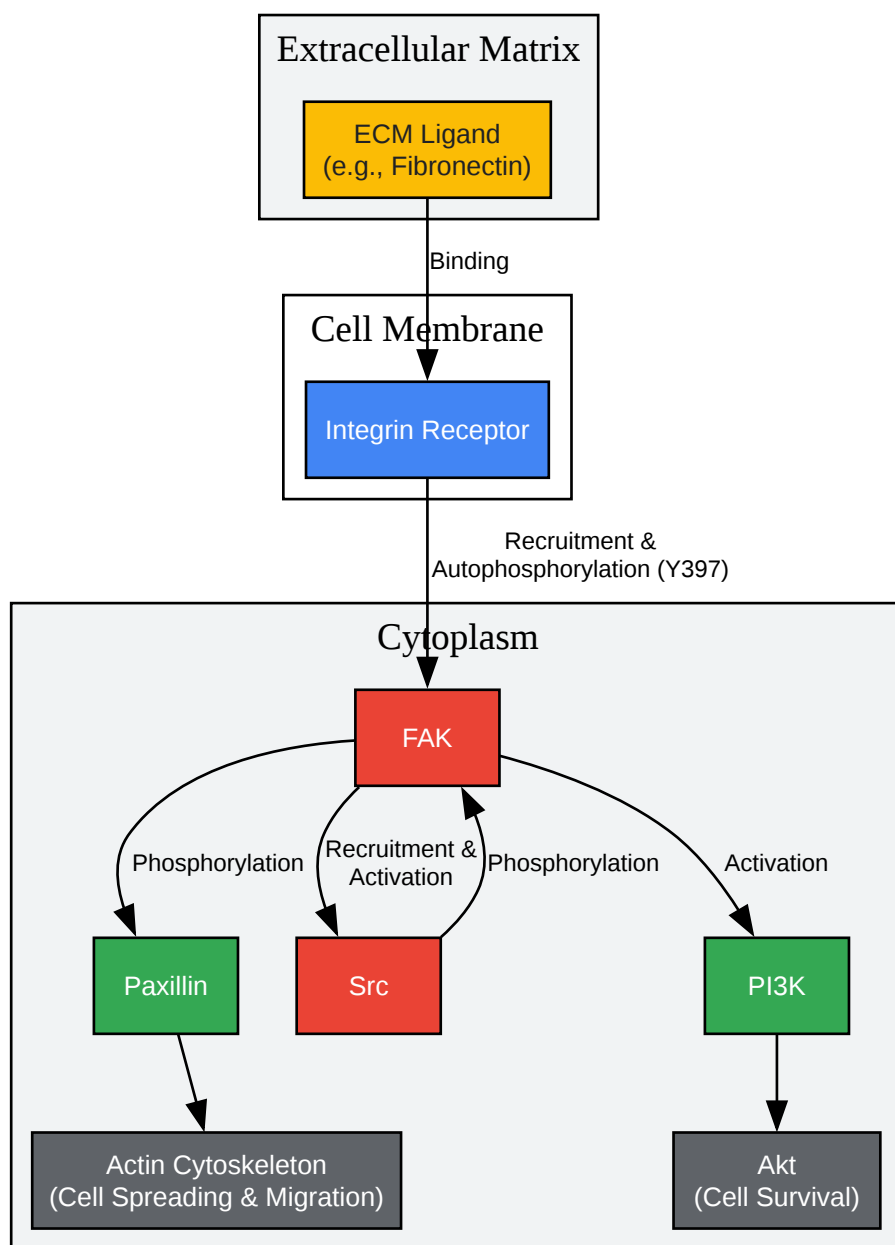 Extracellular Matrix
ECM Ligand
(e.g., Fibronectin)
Binding
Cell Membrane
Integrin Receptor
Recruitment &
Autophosphorylation (Y397)
Cytoplasm
FAK
Phosphorylation
Recruitment &
Activation
Phosphorylation
Activation
Paxillin
Src
PI3K
Actin Cytoskeleton
(Cell Spreading & Migration)
Akt
(Cell Survival)